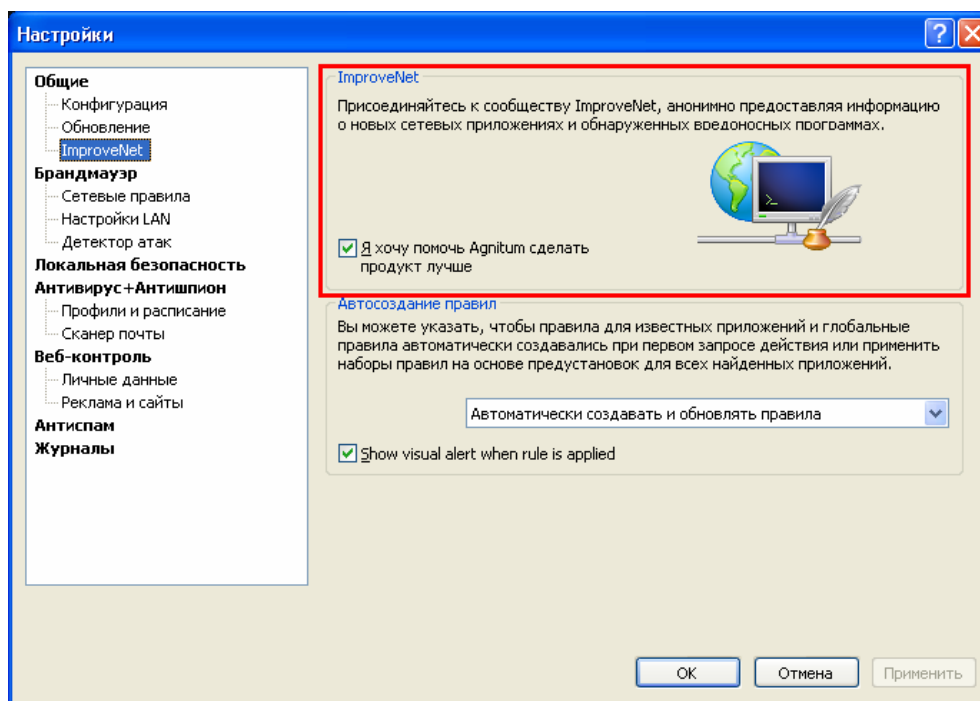 Настройки
Общие
Конфигурация
Обновление
ImproveNet
Брандмауэр
Сетевые правила
Настройки LAN
Детектор атак
Локальная безопасность
Антивирус+Антишпион
Профили и расписание
Сканер почты
Веб-контроль
Личные данные
Реклама и сайты
Антиспам
Журналы
ImproveNet
Присоединяйтесь к сообществу ImproveNet, анонимно предоставляя информацию
о новых сетевых приложениях и обнаруженных вредоносных программах.
Я хочу помочь Agnitum сделать
продукт лучше
Автосоздание правил
Вы можете указать, чтобы правила для известных приложений и глобальные
правила автоматически создавались при первом запросе действия или применить
наборы правил на основе предустановок для всех найденных приложений.
Автоматически создавать и обновлять правила
Show visual alert when rule is applied
OK
Отмена
Применить